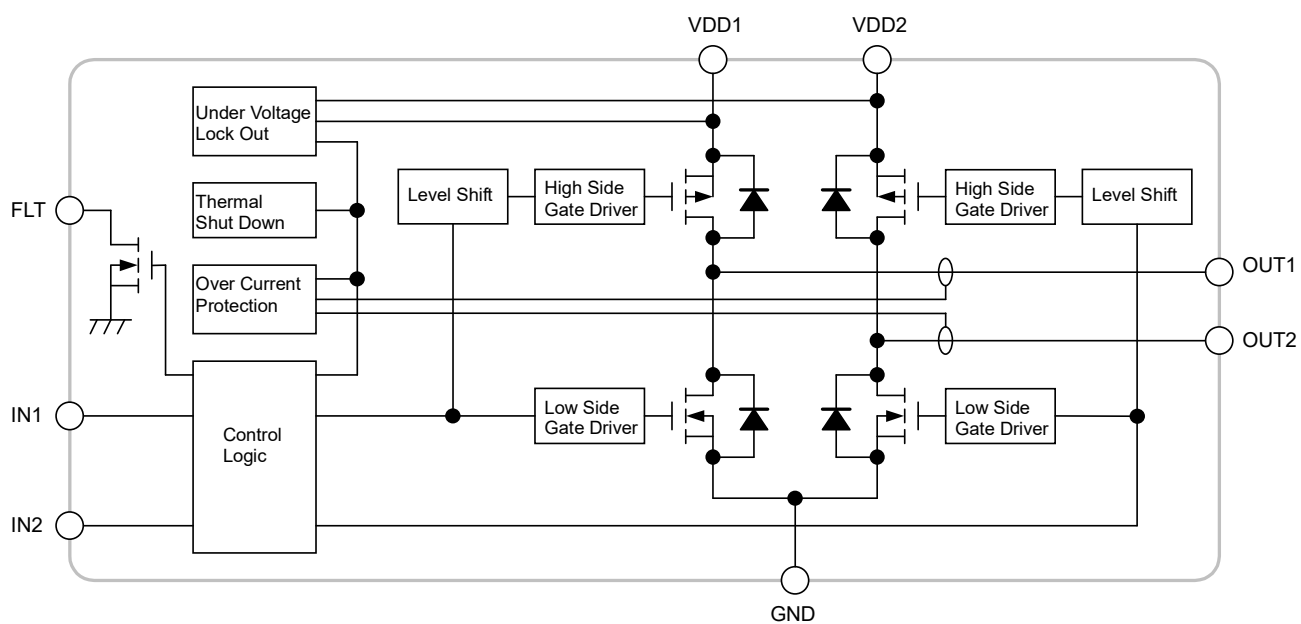 VDD1
VDD2
Under Voltage
Lock Out
Level Shift
High Side
Gate Driver
High Side
Gate Driver
Level Shift
FLT
Thermal
Shut Down
Over Current
Protection
OUT1
OUT2
IN1
Control
Logic
Low Side
Gate Driver
Low Side
Gate Driver
IN2
GND